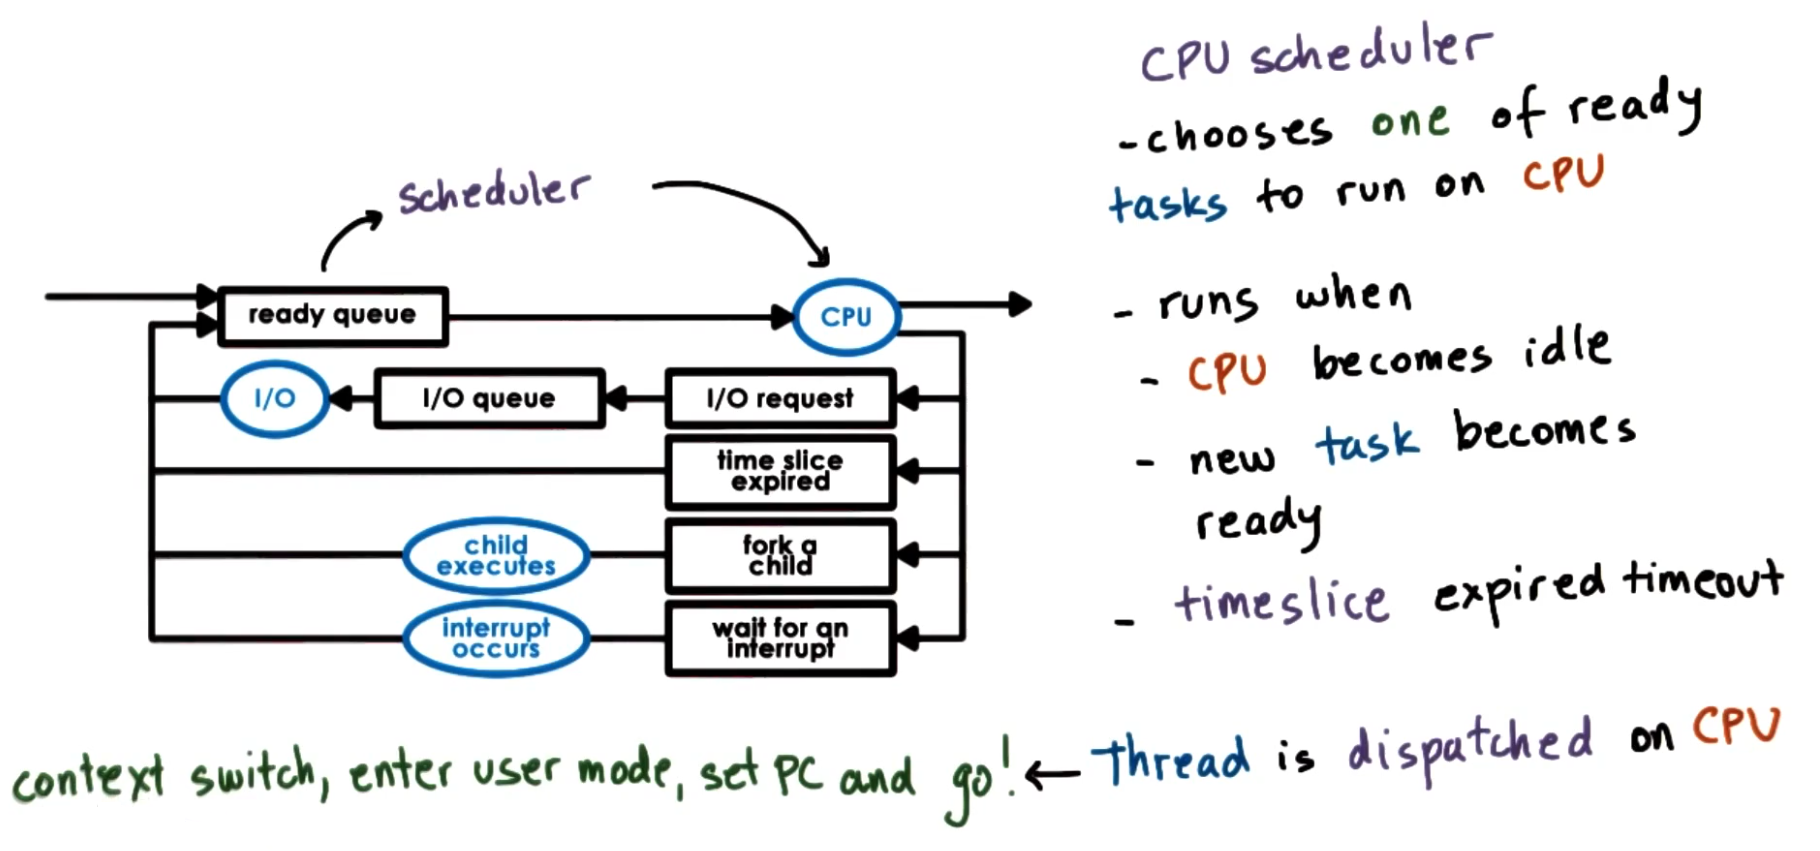 CPU scheduler
-chooses one of ready
tasks to run on CPU
- runs when
- CPU becomes idle
- new task becomes
ready
- timeslice expired timeout
scheduler
ready queue
CPU
I/O
I/O queue
I/O request
time slice
expired
child
executes
fork a
child
interrupt
occurs
wait for an
interrupt
context switch, enter user mode, set PC and go! ← Thread is dispatched on CPU